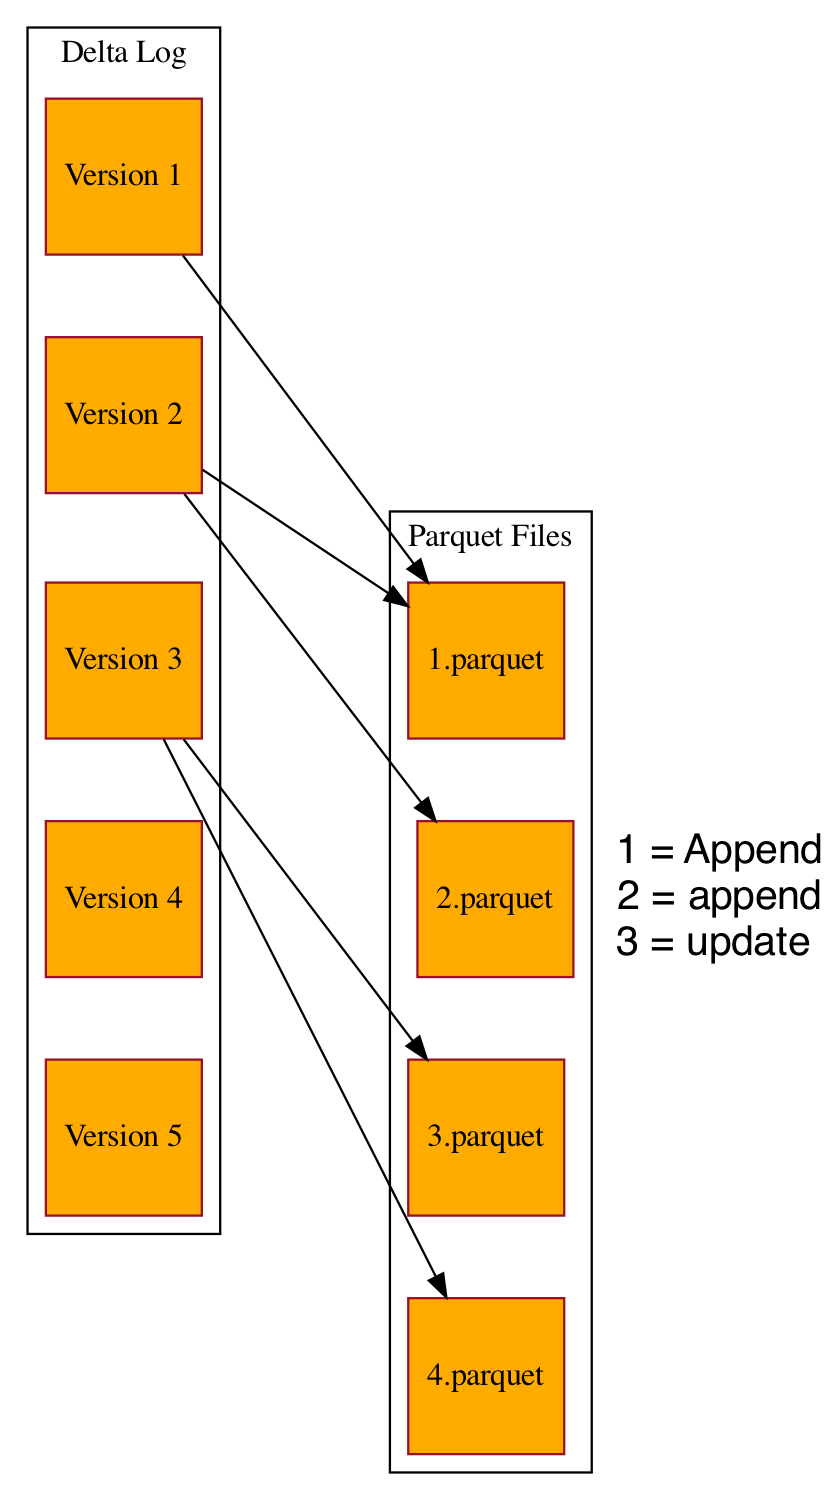 Delta Log
Version 1
Version 2
Version 3
Version 4
Version 5
Parquet Files
1.parquet
2.parquet
3.parquet
4.parquet
1 = Append
2 = append
3 = update